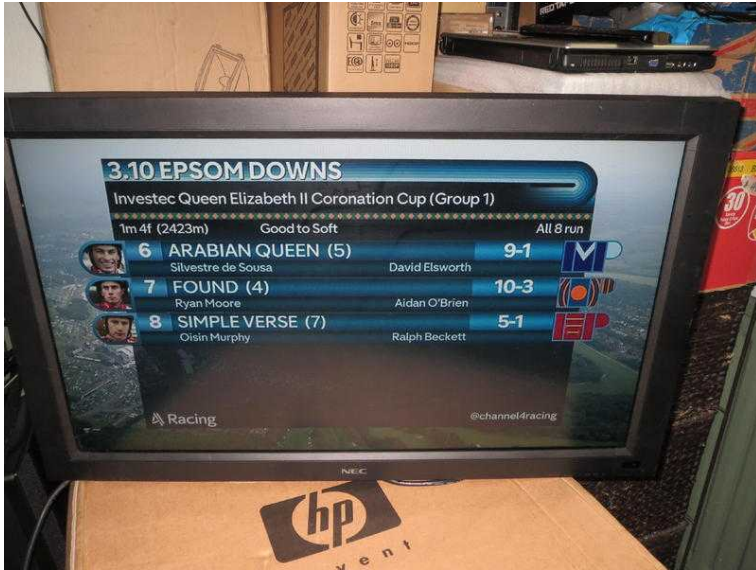 3.10 EPSOM DOWNS
Investec Queen Elizabeth II Coronation Cup (Group 1)
1m 4f (2423m) Good to Soft All 8 run
6 ARABIAN QUEEN (5) 9-1
Silvestre de Sousa David Elsworth
7 FOUND (4) 10-3
Ryan Moore Aidan O'Brien
8 SIMPLE VERSE (7) 5-1
Oisin Murphy Ralph Beckett
4 Racing @channel4racing
NEC
hp
invent
30